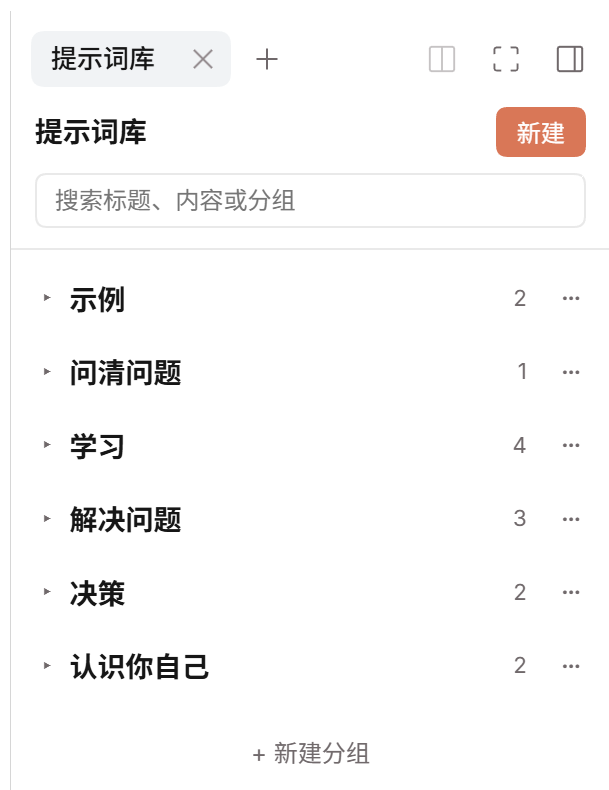 提示词库
提示词库
新建
搜索标题、内容或分组
示例 2
问清问题 1
学习 4
解决问题 3
决策 2
认识你自己 2
+ 新建分组